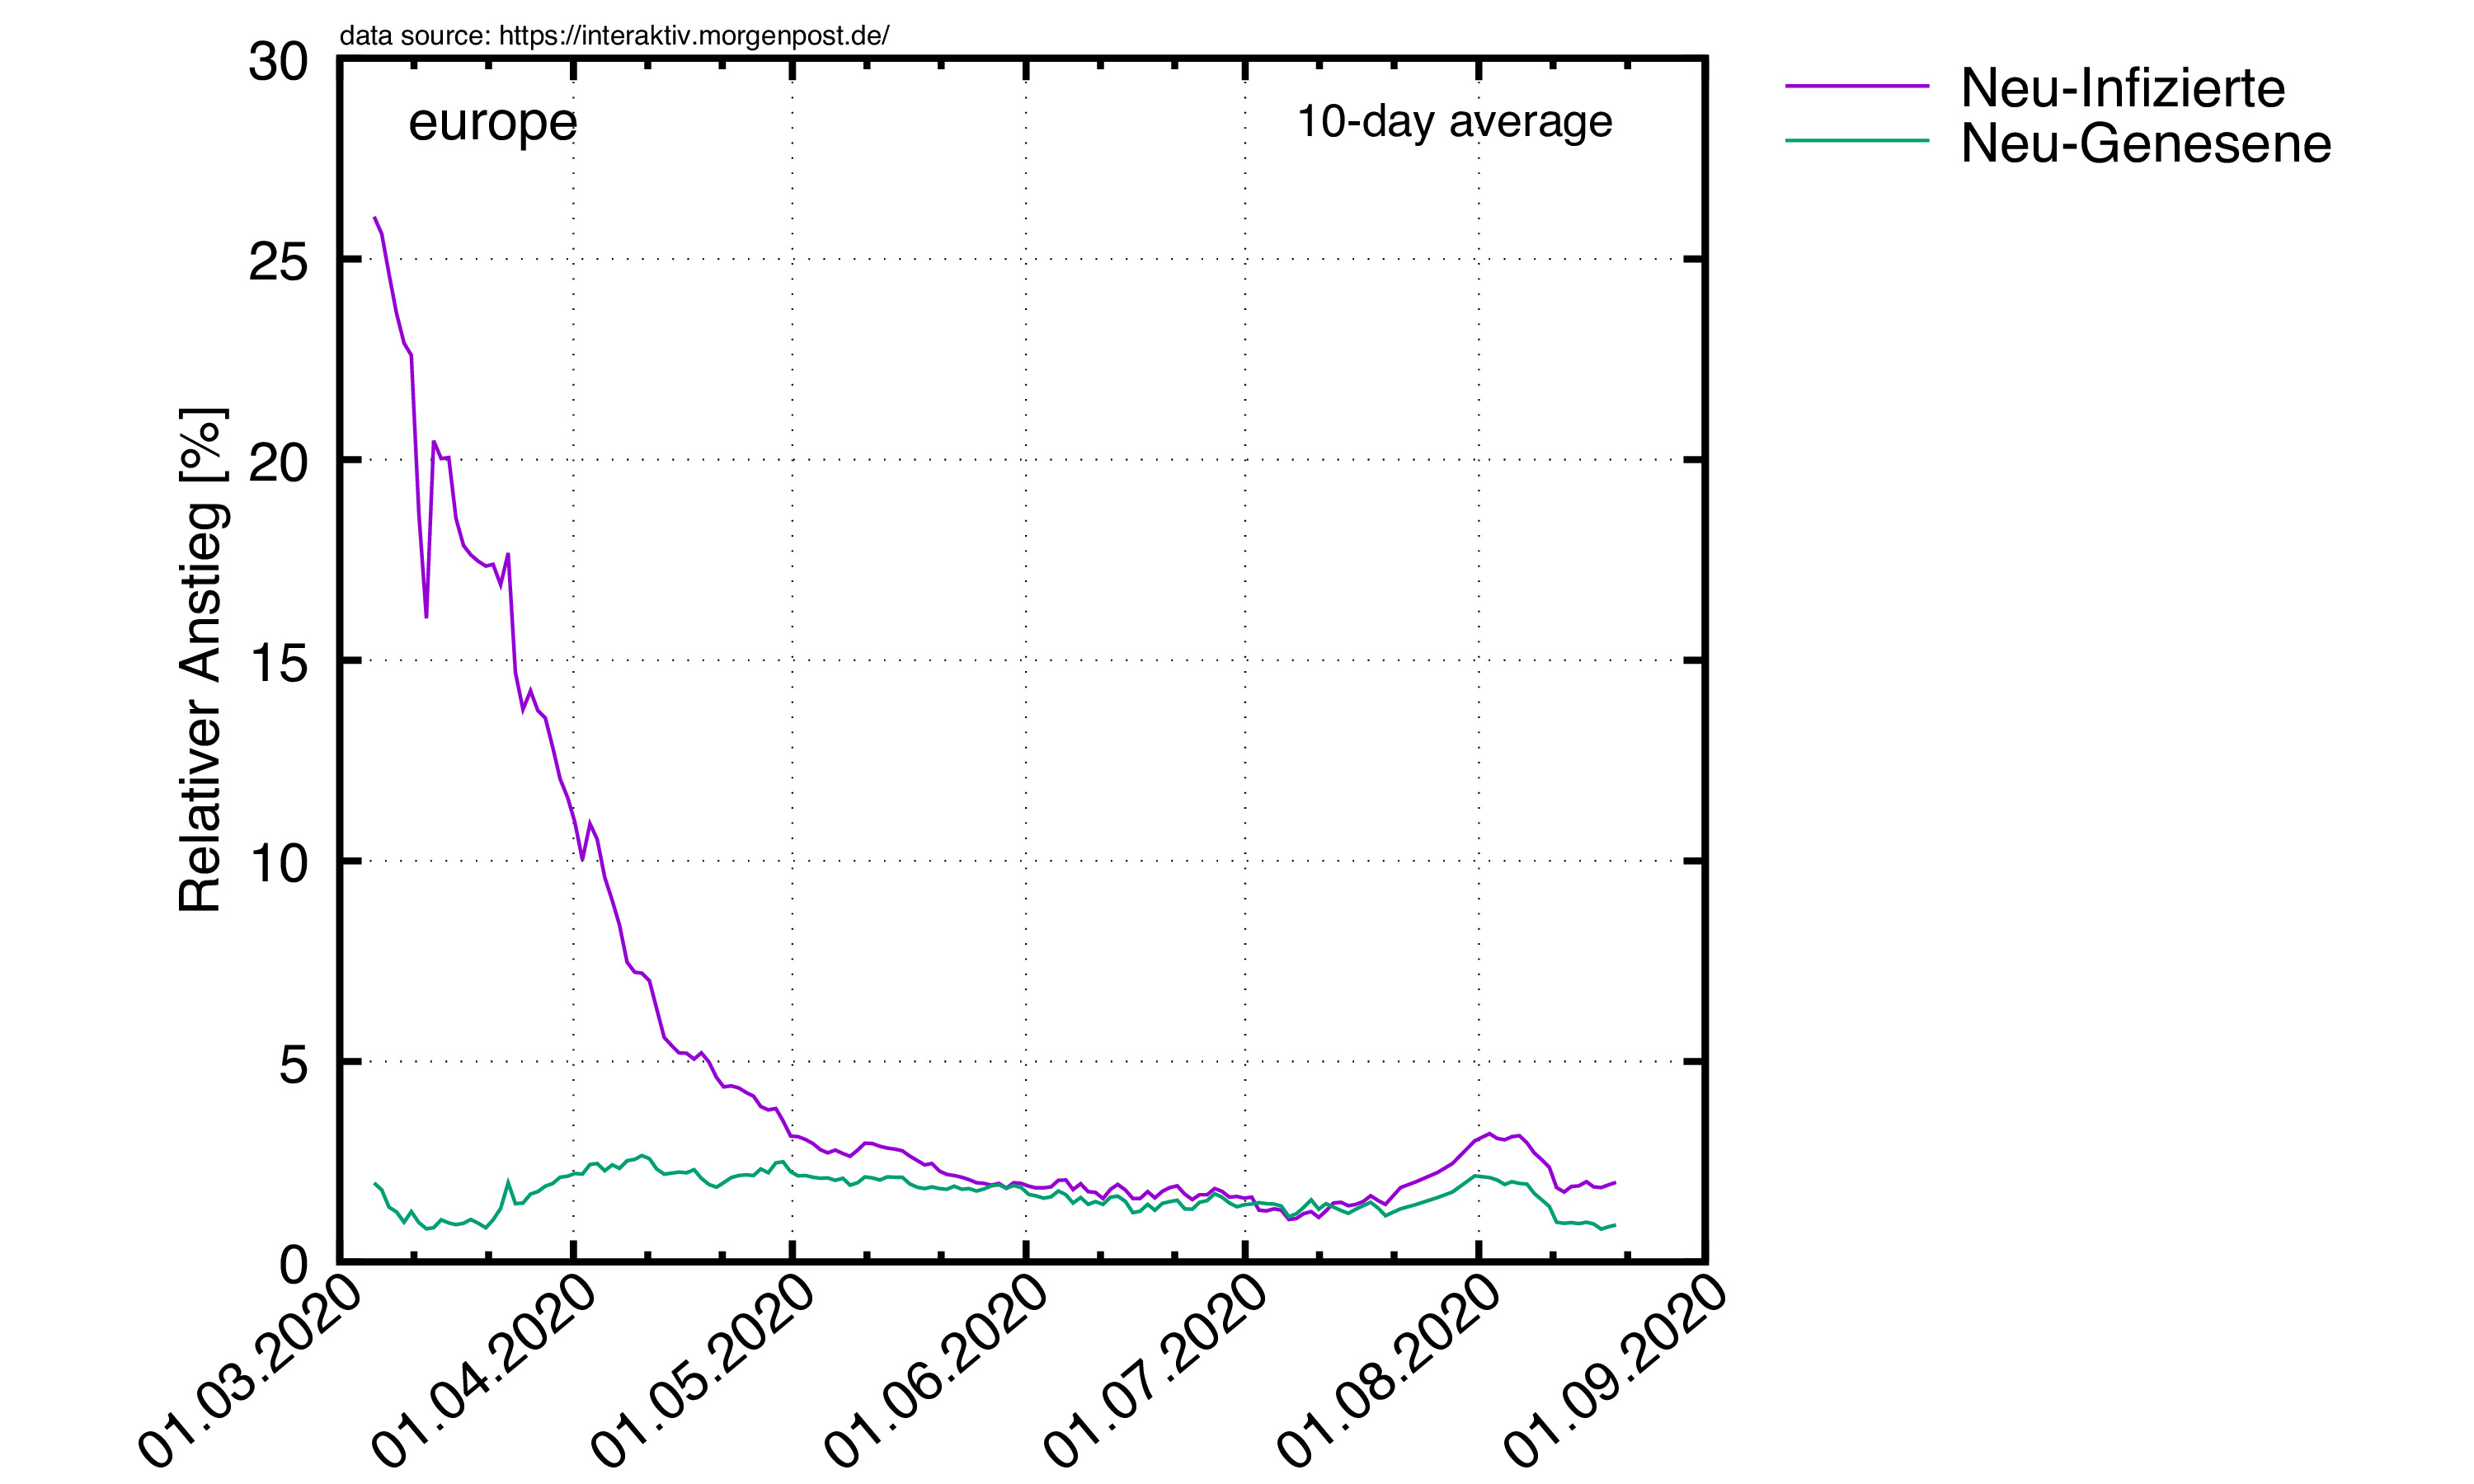 data source: https://interaktiv.morgenpost.de/
europe
10-day average
Neu-Infizierte
Neu-Genesene
Relativer Anstieg [%]
30
25
20
15
10
5
0
01.03.2020
01.04.2020
01.05.2020
01.06.2020
01.07.2020
01.08.2020
01.09.2020